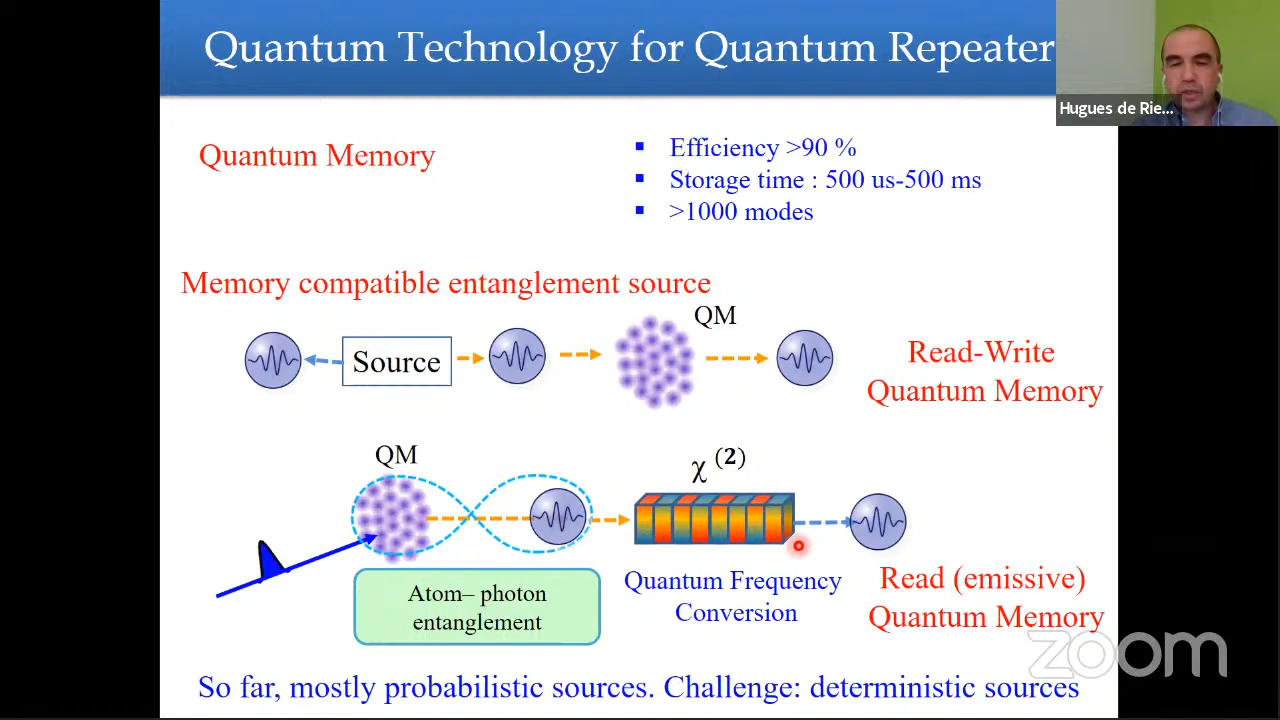 Quantum Technology for Quantum Repeater
Hugues de Rie...
Quantum Memory
▪ Efficiency >90 %
▪ Storage time : 500 us-500 ms
▪ >1000 modes
Memory compatible entanglement source
QM
Source
Read-Write
Quantum Memory
QM
χ (2)
Atom– photon
entanglement
Quantum Frequency
Conversion
Read (emissive)
Quantum Memory
zoom
So far, mostly probabilistic sources. Challenge: deterministic sources